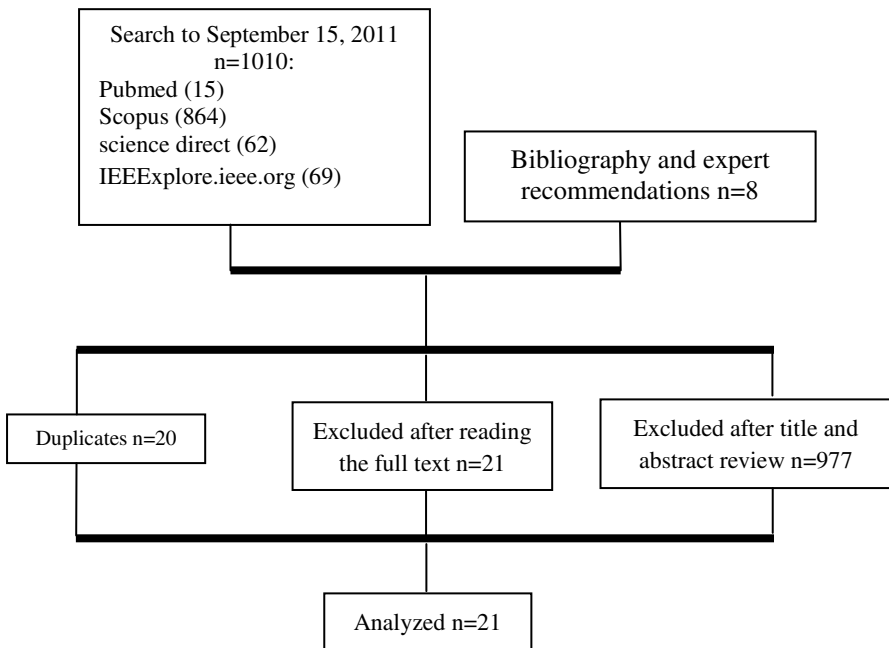 Search to September 15, 2011
n=1010:
Pubmed (15)
Scopus (864)
science direct (62)
IEEExplore.ieee.org (69)
Bibliography and expert
recommendations n=8
Duplicates n=20
Excluded after reading
the full text n=21
Excluded after title and
abstract review n=977
Analyzed n=21